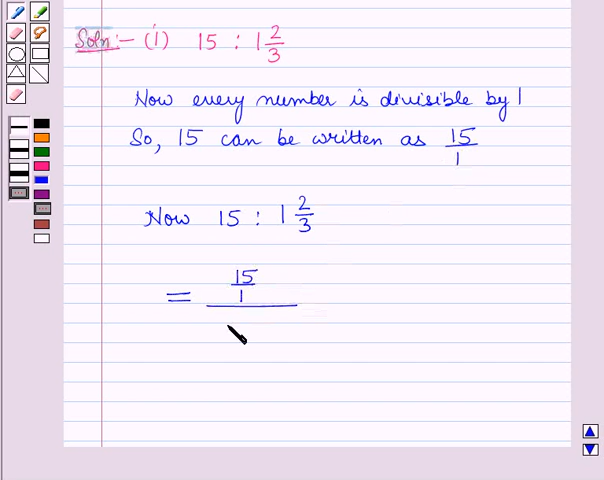 Soln:- (i) 15 : 1 2/3
Now every number is divisible by 1
So, 15 can be written as 15/1
Now 15 : 1 2/3
= 15/1